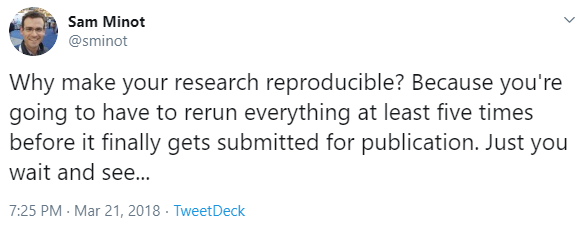 Sam Minot
@sminot
Why make your research reproducible? Because you're
going to have to rerun everything at least five times
before it finally gets submitted for publication. Just you
wait and see...
7:25 PM · Mar 21, 2018 · TweetDeck